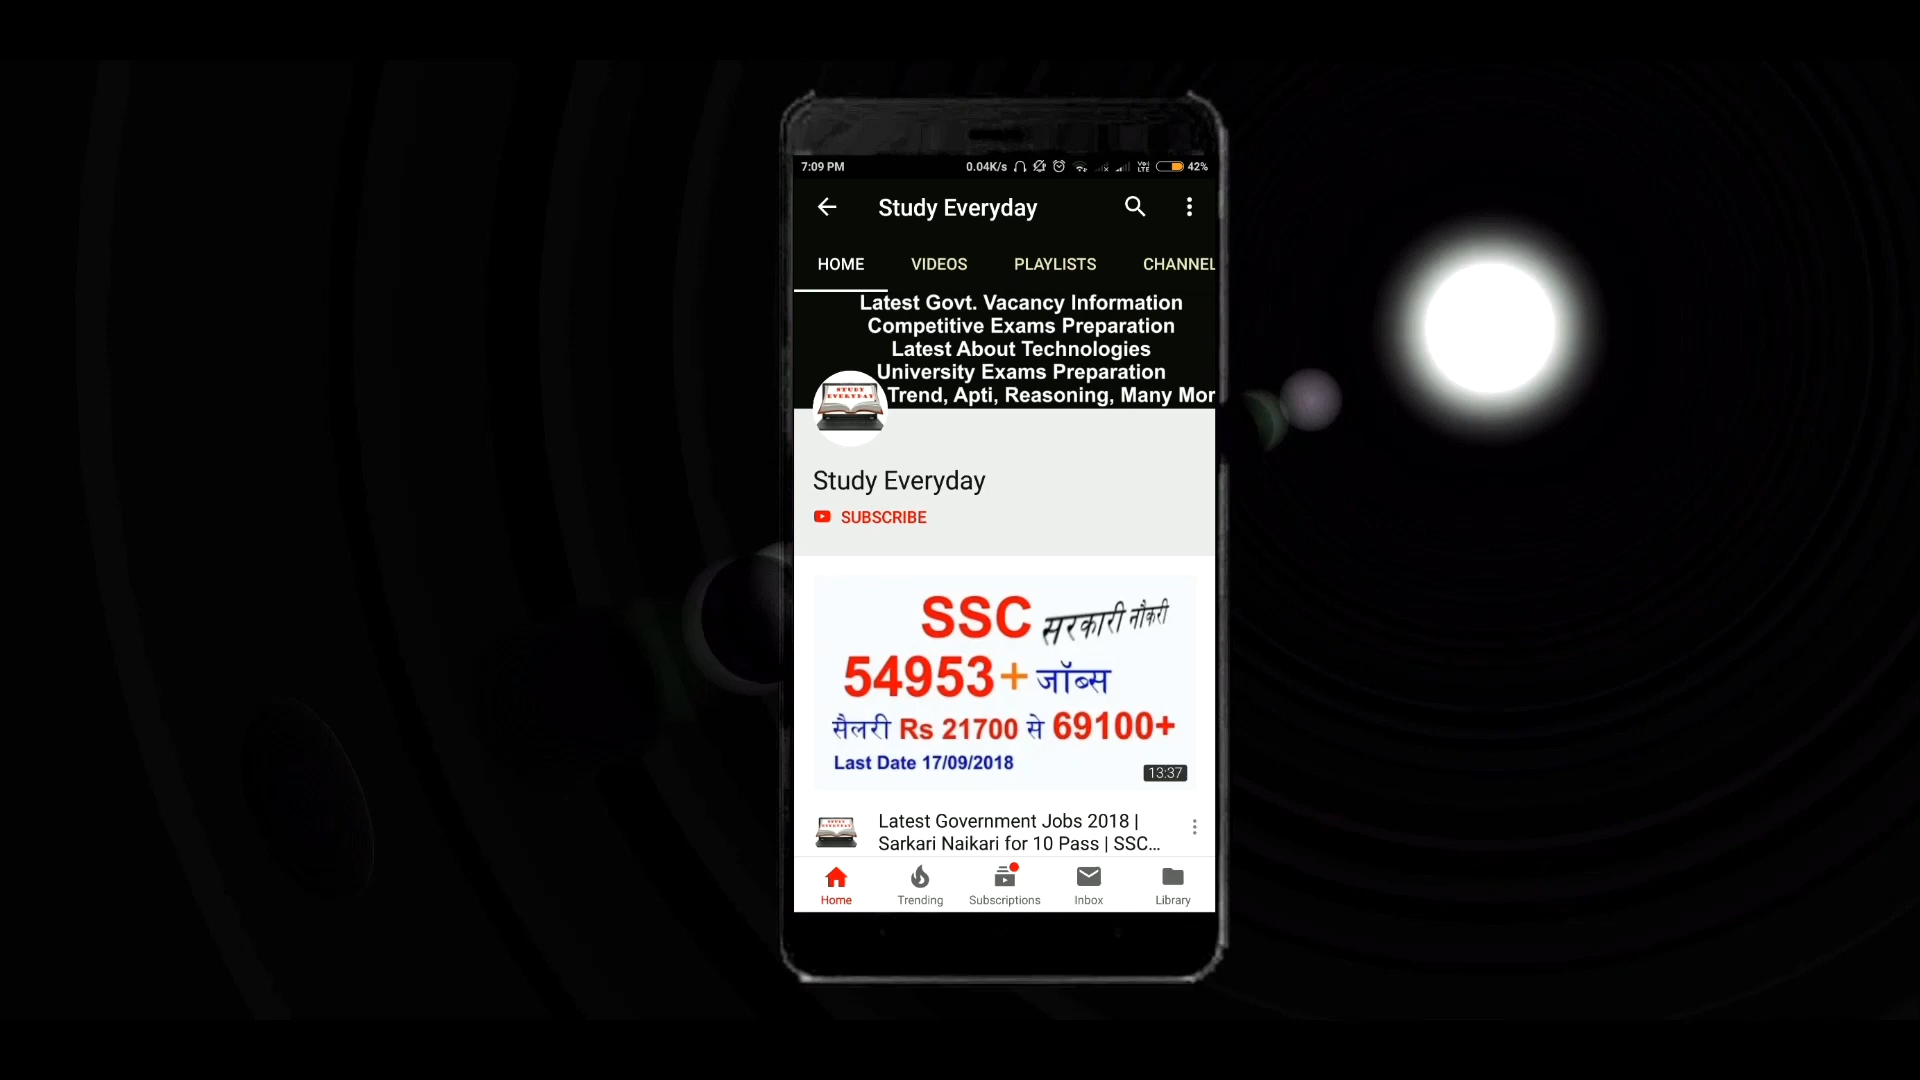 7:09 PM 0.04K/s 42%
Study Everyday
HOME VIDEOS PLAYLISTS CHANNEL
Latest Govt. Vacancy Information
Competitive Exams Preparation
Latest About Technologies
University Exams Preparation
Trend, Apti, Reasoning, Many Mor
STUDY
EVERYDAY
Study Everyday
SUBSCRIBE
SSC सरकारी नौकरी
54953+ जॉब्स
सैलरी Rs 21700 से 69100+
Last Date 17/09/2018
13:37
Latest Government Jobs 2018 |
Sarkari Naikari for 10 Pass | SSC...
Home Trending Subscriptions Inbox Library